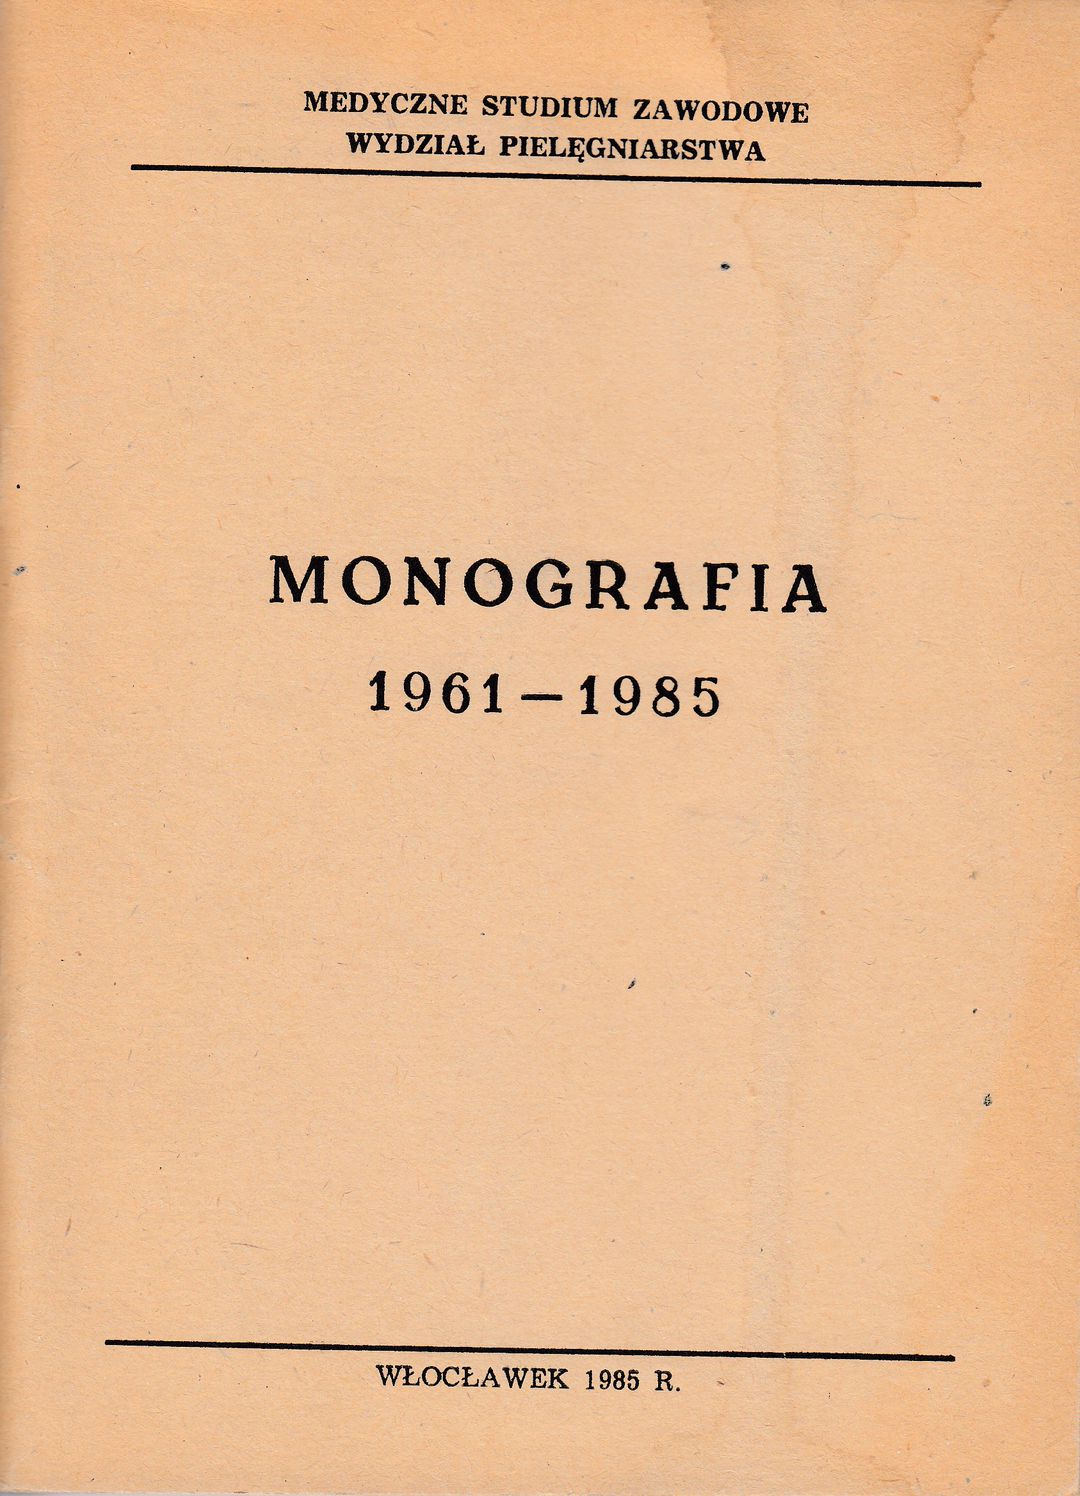 MEDYCZNE STUDIUM ZAWODOWE
WYDZIAŁ PIELĘGNIARSTWA
MONOGRAFIA
1961 — 1985
WŁOCŁAWEK 1985 R.